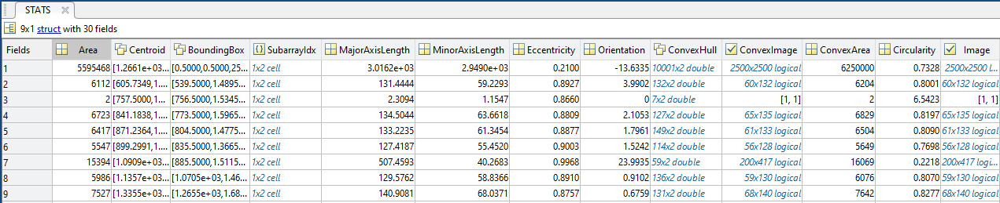 STATS
9x1 struct with 30 fields
Fields Area Centroid BoundingBox SubarrayIdx MajorAxisLength MinorAxisLength Eccentricity Orientation ConvexHull ConvexImage ConvexArea Circularity Image
1 5595468 [1.2661e+03... [0.5000,0.5000,25... 1x2 cell 3.0162e+03 2.9490e+03 0.2100 -13.6335 10001x2 double 2500x2500 logical 6250000 0.7328 2500x2500 l...
2 6112 [605.7349,1.... [539.5000,1.4895... 1x2 cell 131.4444 59.2293 0.8927 3.9902 132x2 double 60x132 logical 6204 0.8001 60x132 logical
3 2 [757.5000,1.... [756.5000,1.5345... 1x2 cell 2.3094 1.1547 0.8660 0 7x2 double [1, 1] 2 6.5423 [1, 1]
4 6723 [841.1838,1.... [773.5000,1.5965... 1x2 cell 134.5044 63.6618 0.8809 2.1053 127x2 double 65x135 logical 6829 0.8197 65x135 logical
5 6417 [871.2364,1.... [804.5000,1.4775... 1x2 cell 133.2235 61.3454 0.8877 1.7961 149x2 double 61x133 logical 6504 0.8090 61x133 logical
6 5547 [899.2991,1.... [835.5000,1.3665... 1x2 cell 127.4187 55.4520 0.9003 1.5242 114x2 double 56x128 logical 5649 0.7698 56x128 logical
7 15394 [1.0909e+03... [885.5000,1.5115... 1x2 cell 507.4593 40.2683 0.9968 23.9935 59x2 double 200x417 logical 16069 0.2218 200x417 logi...
8 5986 [1.1357e+03... [1.0705e+03,1.46... 1x2 cell 129.5762 58.8366 0.8910 0.9102 136x2 double 59x130 logical 6076 0.8070 59x130 logical
9 7527 [1.3355e+03... [1.2655e+03,1.68... 1x2 cell 140.9081 68.0371 0.8757 0.6759 131x2 double 68x140 logical 7642 0.8277 68x140 logical